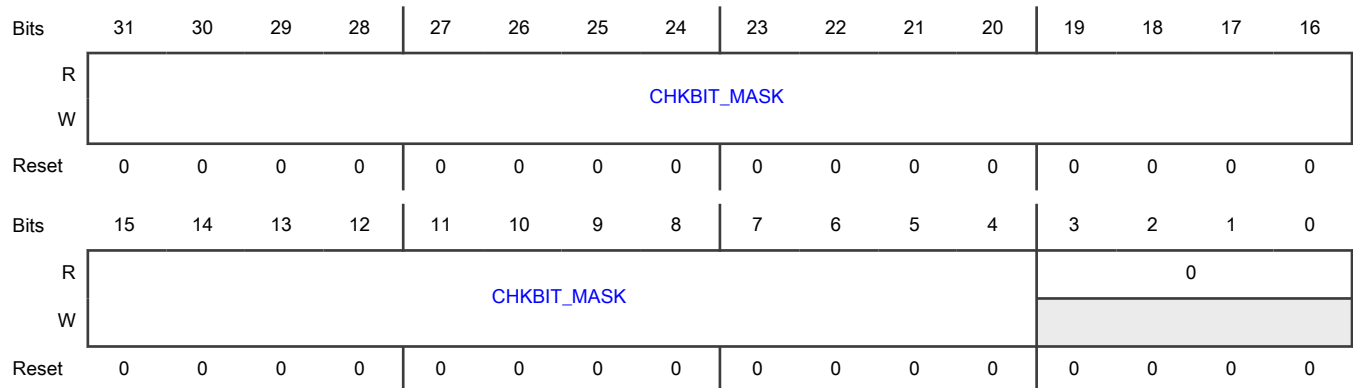 Bits 31 30 29 28 27 26 25 24 23 22 21 20 19 18 17 16
R
CHKBIT_MASK
W
Reset 0 0 0 0 0 0 0 0 0 0 0 0 0 0 0 0
Bits 15 14 13 12 11 10 9 8 7 6 5 4 3 2 1 0
R 0
CHKBIT_MASK
W
Reset 0 0 0 0 0 0 0 0 0 0 0 0 0 0 0 0